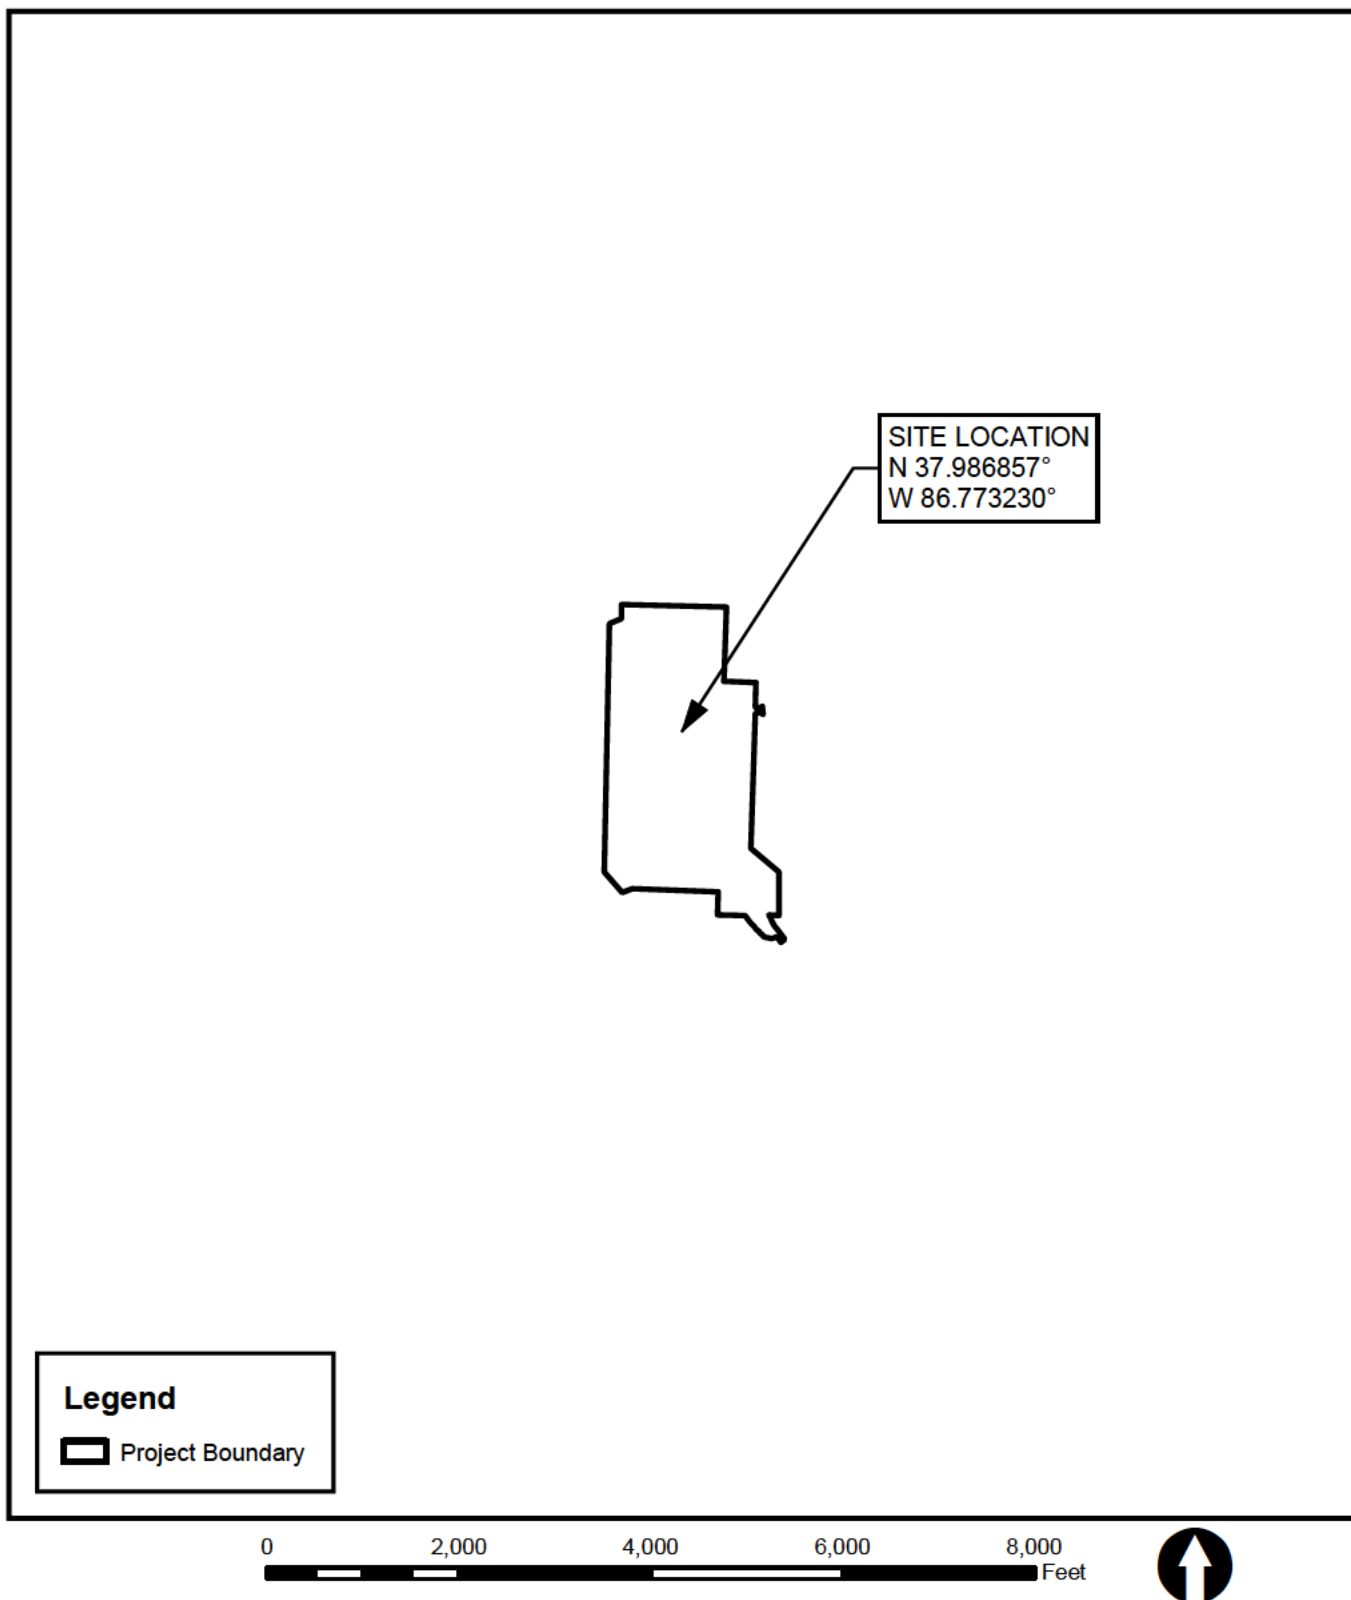 SITE LOCATION
N 37.986857°
W 86.773230°
Legend
Project Boundary
0 2,000 4,000 6,000 8,000
Feet